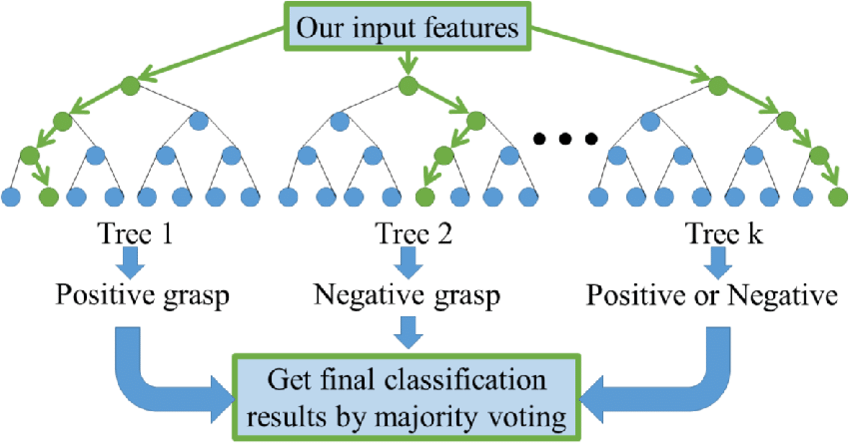 Our input features
Tree 1
Tree 2
Tree k
Positive grasp
Negative grasp
Positive or Negative
Get final classification
results by majority voting